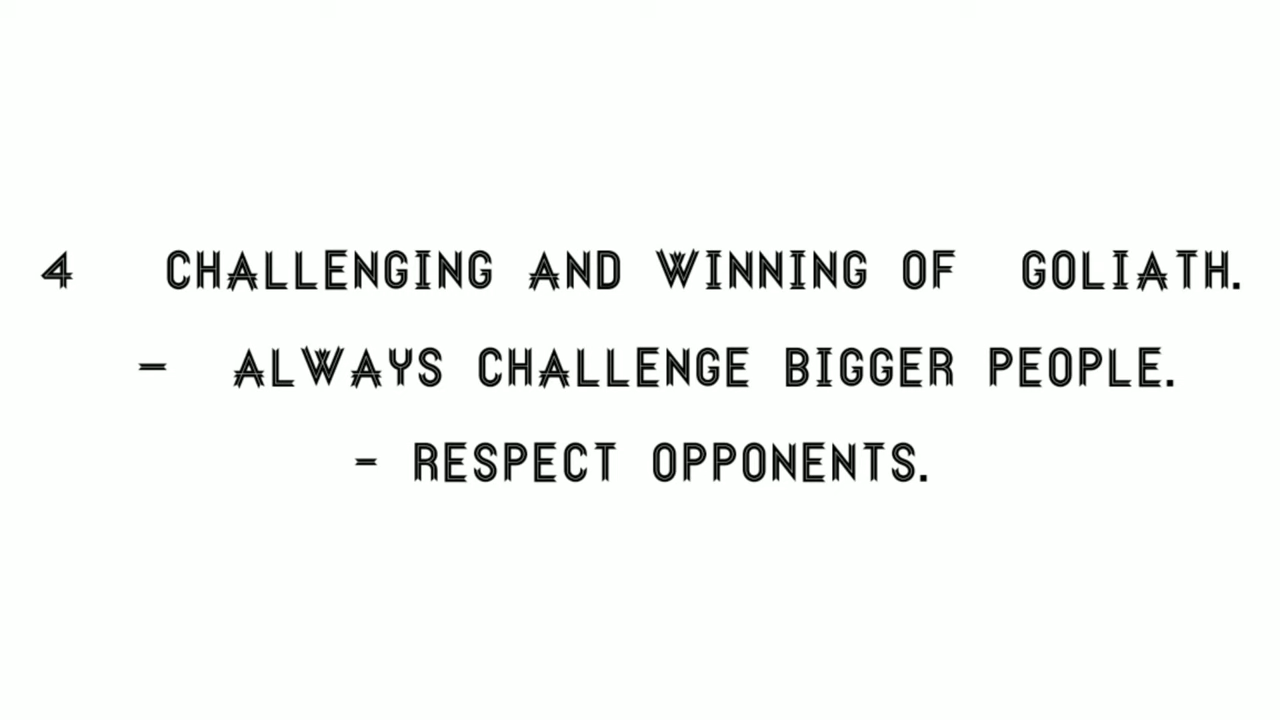 4 CHALLENGING AND WINNING OF GOLIATH.
- ALWAYS CHALLENGE BIGGER PEOPLE.
- RESPECT OPPONENTS.